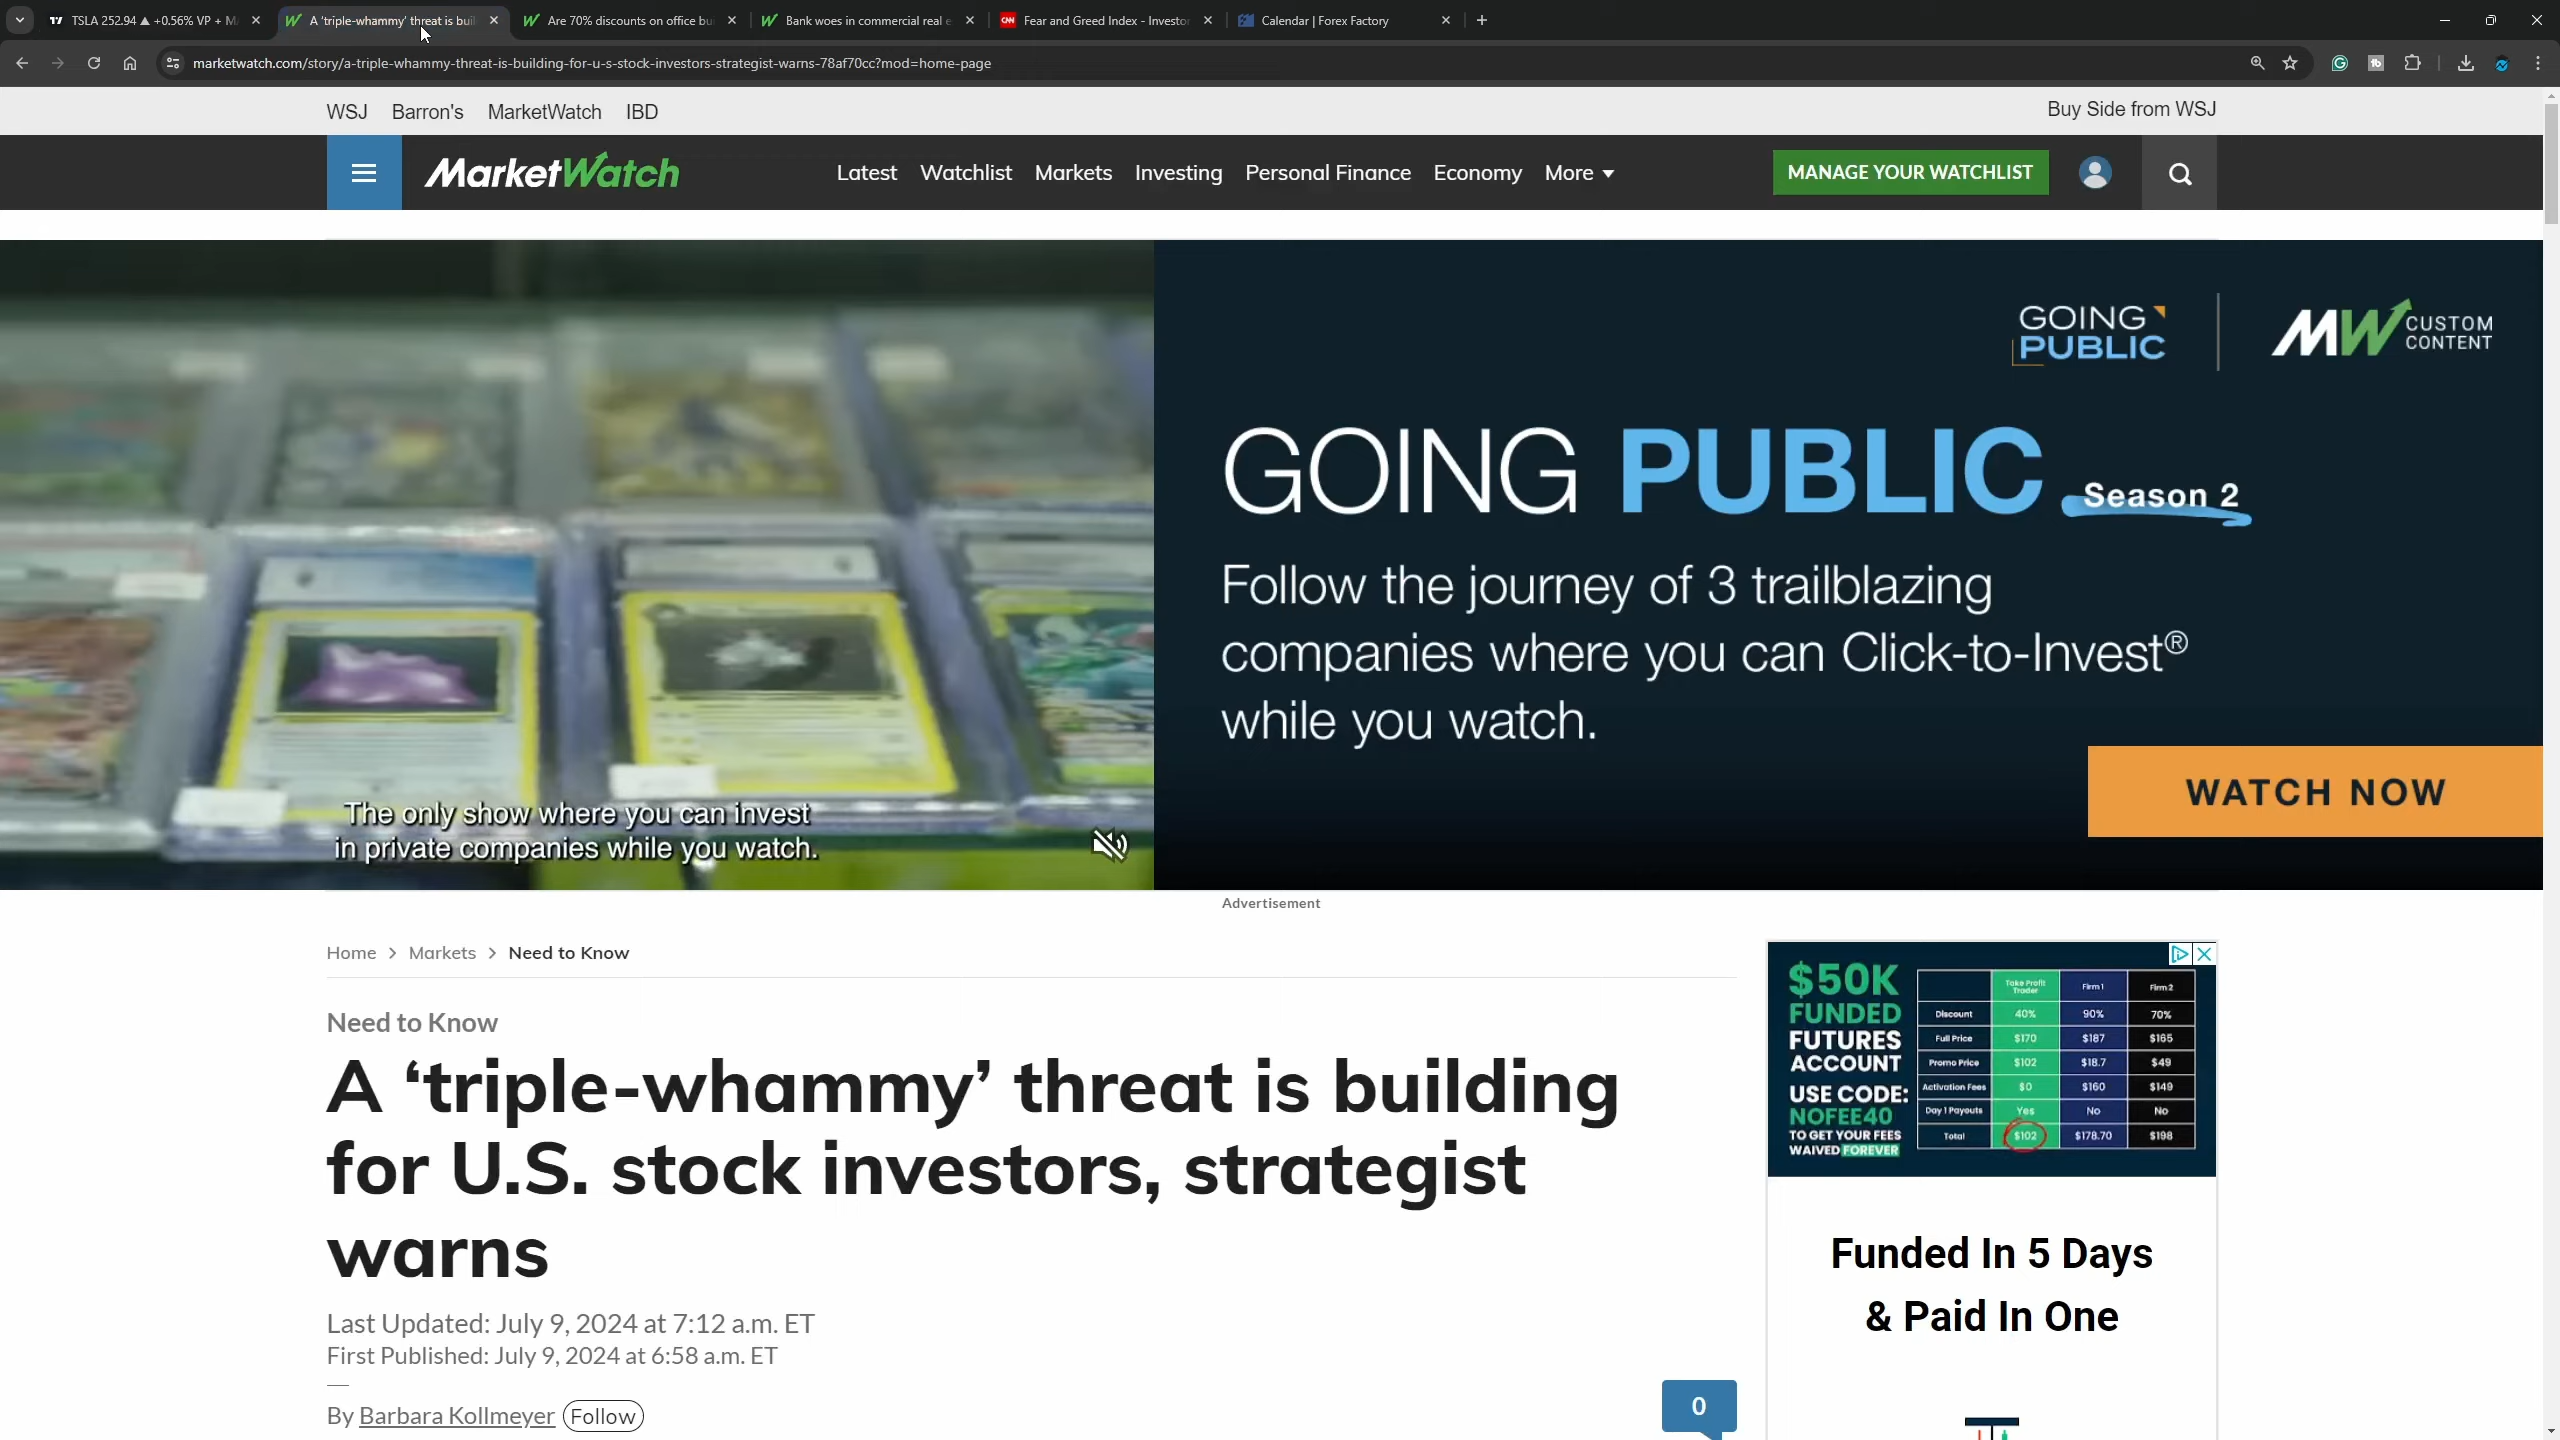 TSLA 252.94 ▲ +0.56% VP + M
A 'triple-whammy' threat is buil
Are 70% discounts on office bu
Bank woes in commercial real e
CNN Fear and Greed Index - Investor
Calendar | Forex Factory
marketwatch.com/story/a-triple-whammy-threat-is-building-for-u-s-stock-investors-strategist-warns-78af70cc?mod=home-page
WSJ Barron's MarketWatch IBD
Buy Side from WSJ
MarketWatch
Latest Watchlist Markets Investing Personal Finance Economy More
MANAGE YOUR WATCHLIST
GOING PUBLIC
MW CUSTOM CONTENT
GOING PUBLIC Season 2
Follow the journey of 3 trailblazing
companies where you can Click-to-Invest®
while you watch.
WATCH NOW
The only show where you can invest
in private companies while you watch.
Advertisement
Home > Markets > Need to Know
Need to Know
A ‘triple-whammy’ threat is building
for U.S. stock investors, strategist
warns
Last Updated: July 9, 2024 at 7:12 a.m. ET
First Published: July 9, 2024 at 6:58 a.m. ET
By Barbara Kollmeyer Follow
0
$50K
FUNDED
FUTURES
ACCOUNT
USE CODE:
NOFEE40
TO GET YOUR FEES
WAIVED FOREVER
Take Profit Trader Firm 1 Firm 2
Discount 40% 90% 70%
Full Price $170 $187 $165
Promo Price $102 $18.7 $49
Activation Fees $0 $160 $149
Day 1 Payouts Yes No No
Total $102 $178.70 $198
Funded In 5 Days
& Paid In One